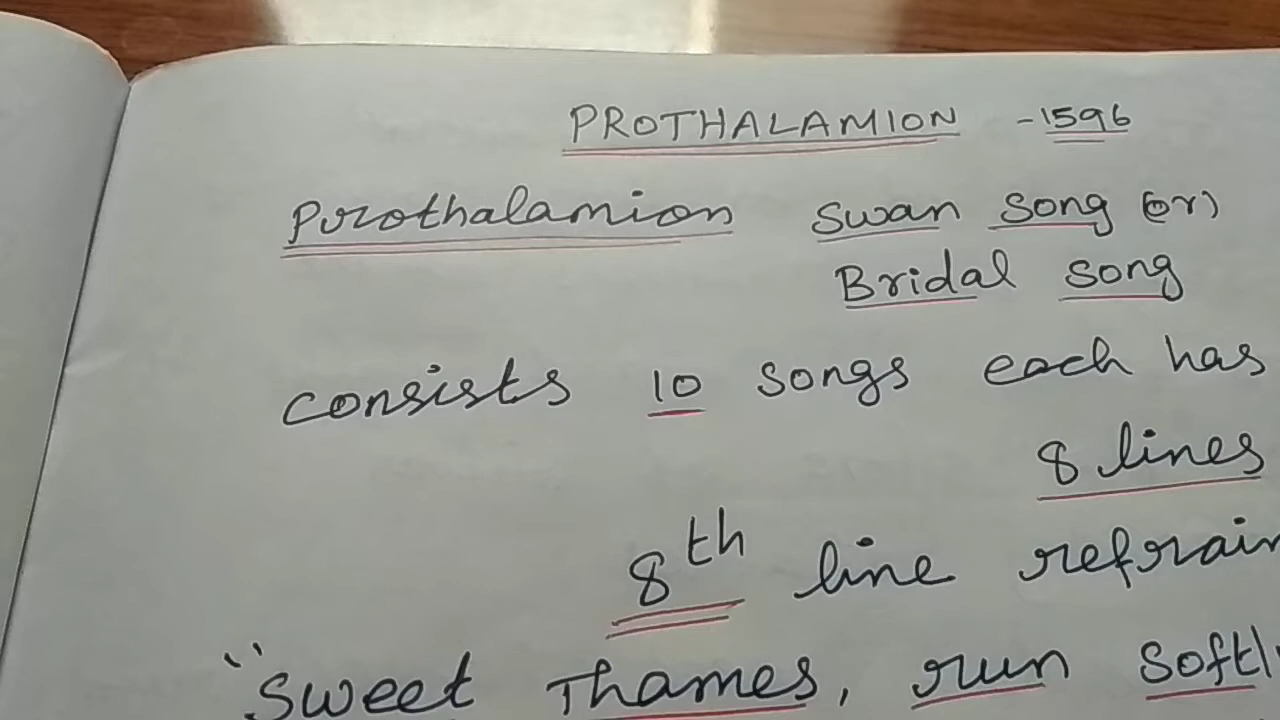 PROTHALAMION -1596
Prothalamion Swan Song (or)
Bridal song
consists 10 songs each has
8 lines
8th line refrain
"Sweet Thames, run Softly